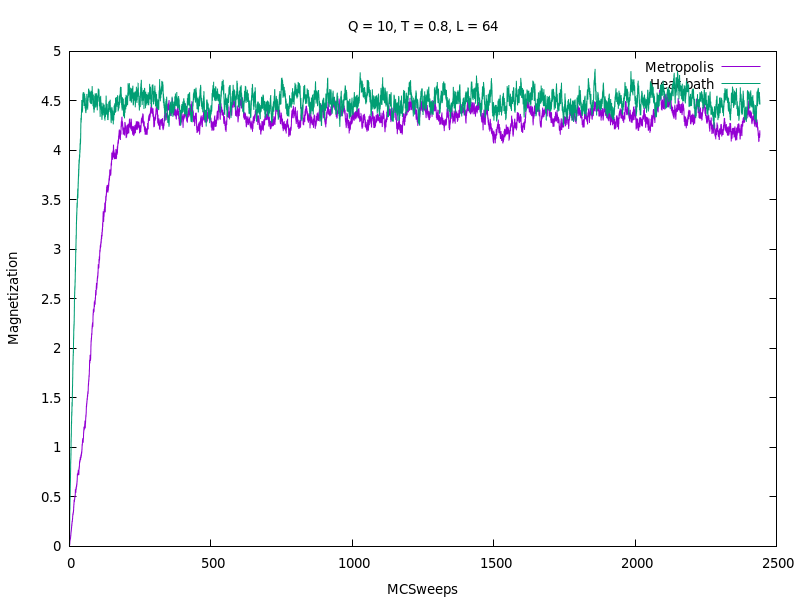 Q = 10, T = 0.8, L = 64
5
4.5
4
3.5
3
2.5
2
1.5
1
0.5
0
Magnetization
Metropolis
Heat bath
0 500 1000 1500 2000 2500
MCSweeps